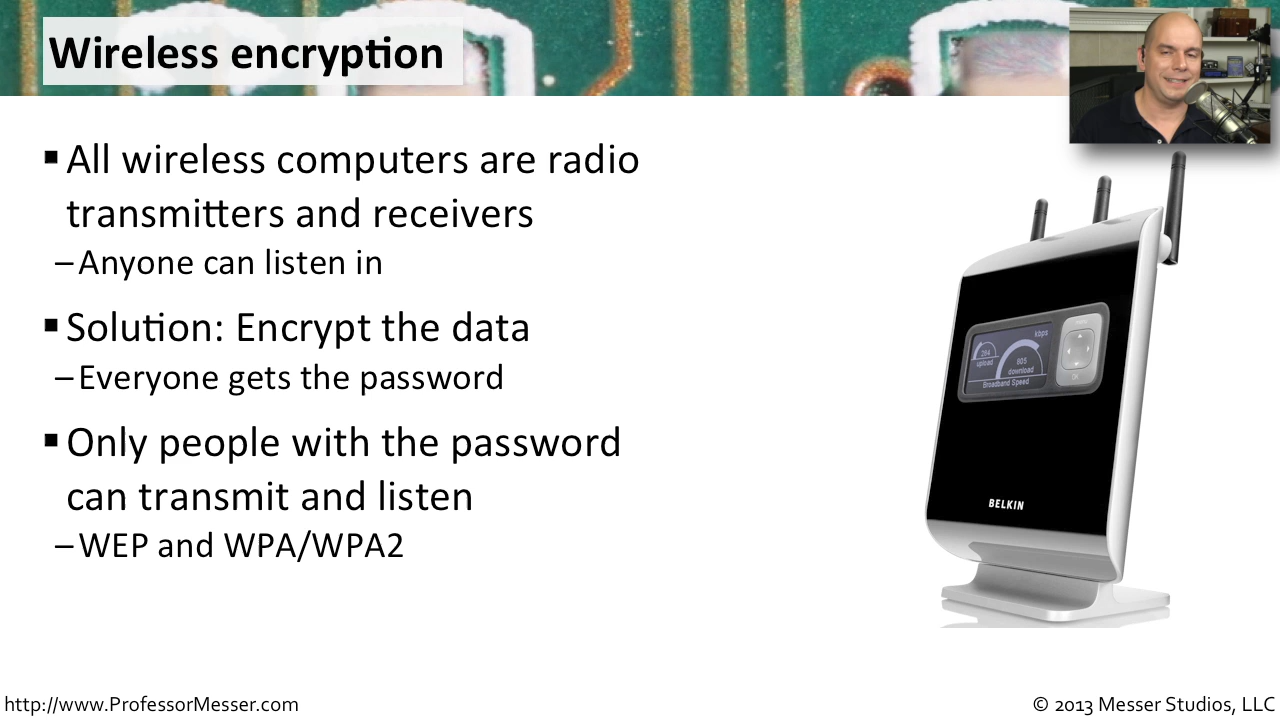 Wireless encryption
▪ All wireless computers are radio
transmitters and receivers
– Anyone can listen in
▪ Solution: Encrypt the data
– Everyone gets the password
▪ Only people with the password
can transmit and listen
– WEP and WPA/WPA2
kbps
284
upload
805
download
Broadband Speed
OK
BELKIN
http://www.ProfessorMesser.com
© 2013 Messer Studios, LLC